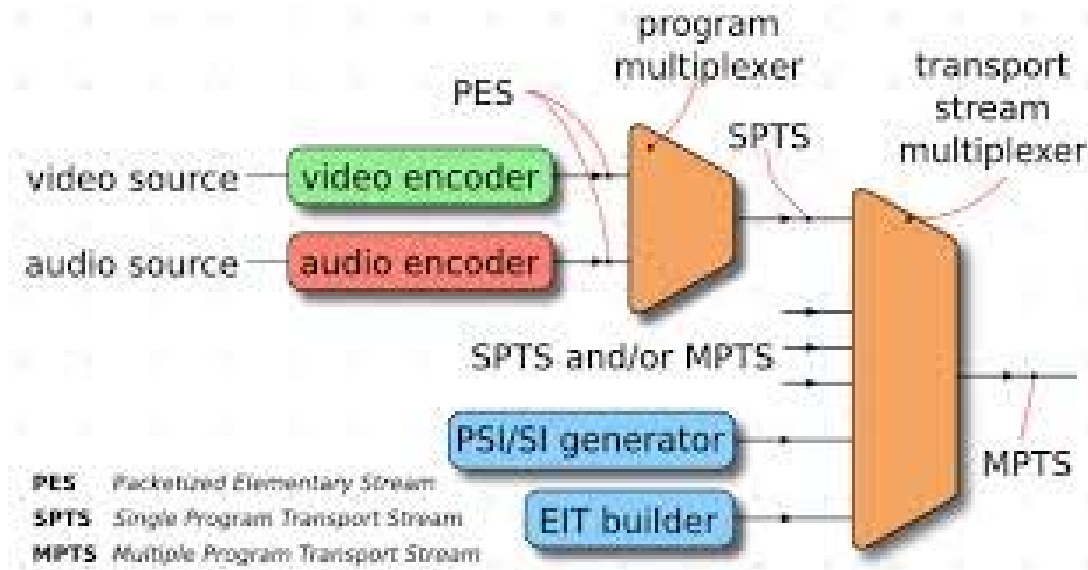 program
multiplexer
transport
stream
multiplexer
PES
SPTS
video source
video encoder
audio source
audio encoder
SPTS and/or MPTS
PSI/SI generator
MPTS
EIT builder
PES Packetized Elementary Stream
SPTS Single Program Transport Stream
MPTS Multiple Program Transport Stream